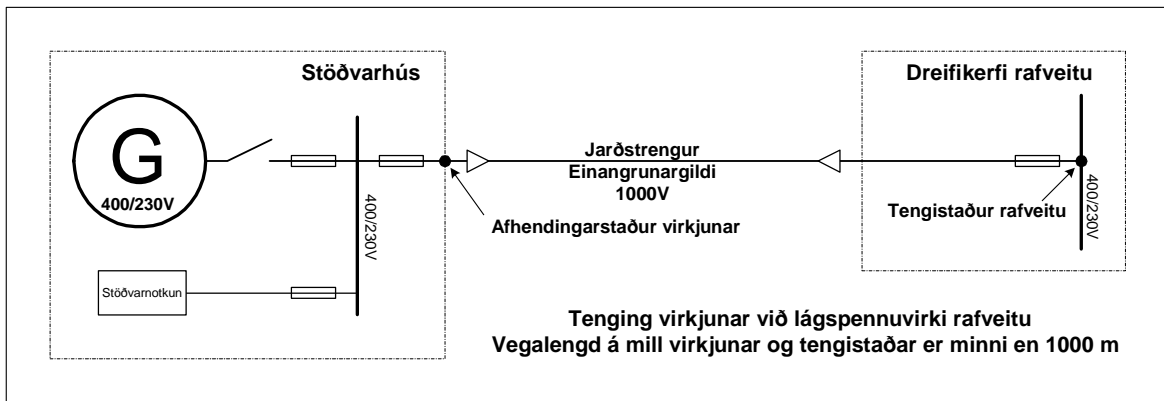 Stöðvarhús
Dreifikerfi rafveitu
G
400/230V
Jarðstrengur
Einangrunargildi
1000V
400/230V
Afhendingarstaður virkjunar
Tengistaður rafveitu
400/230V
Stöðvarnotkun
Tenging virkjunar við lágspennuvirki rafveitu
Vegalengd á mill virkjunar og tengistaðar er minni en 1000 m